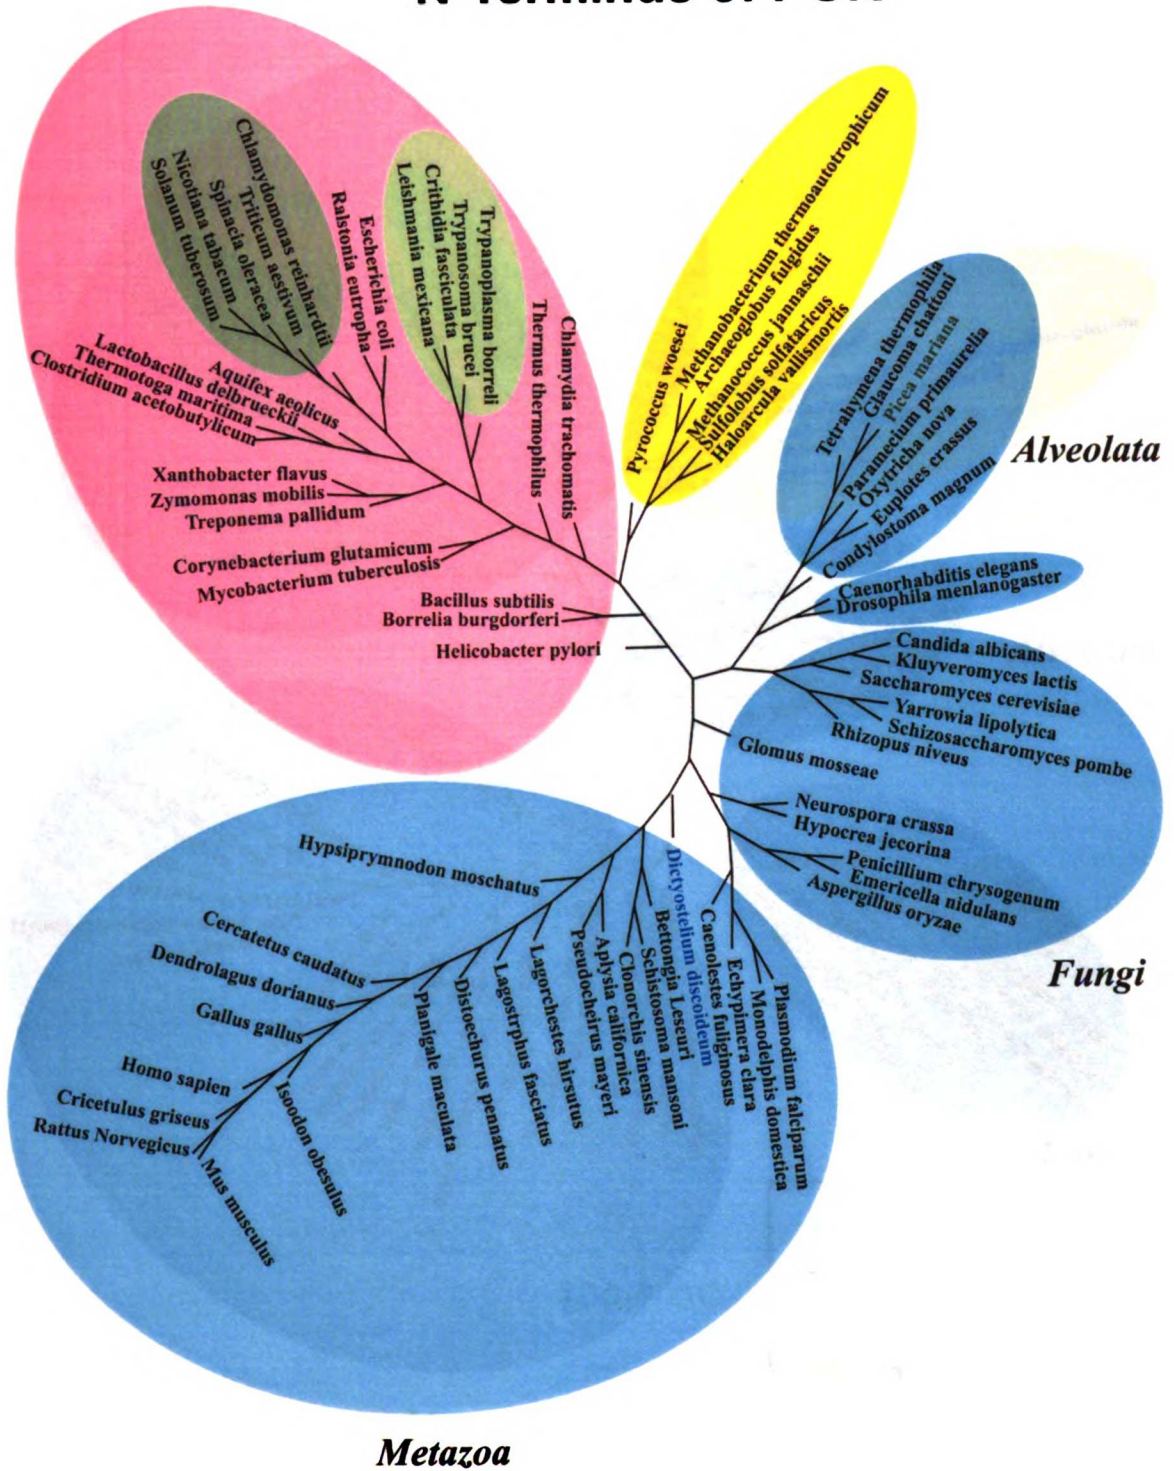 Chlamydomonas reinhardtii
Triticum aestivum
Spinacia oleracea
Nicotiana tabacum
Solanum tuberosum
Ralstonia eutropha
Escherichia coli
Leishmania mexicana
Crithidia fasciculata
Trypanosoma brucei
Trypanoplasma borreli
Thermus thermophilus
Chlamydia trachomatis
Aquifex aeolicus
Lactobacillus delbrueckii
Thermotoga maritima
Clostridium acetobutylicum
Xanthobacter flavus
Zymomonas mobilis
Treponema pallidum
Corynebacterium glutamicum
Mycobacterium tuberculosis
Bacillus subtilis
Borrelia burgdorferi
Helicobacter pylori
Pyrococcus woesei
Methanobacterium thermoautotrophicum
Archaeoglobus fulgidus
Methanococcus jannaschii
Sulfolobus solfataricus
Haloarcula vallismortis
Tetrahymena thermophila
Glaucoma chattoni
Picea mariana
Paramecium primaurelia
Oxytricha nova
Euplotes crassus
Condylostoma magnum
Alveolata
Caenorhabditis elegans
Drosophila menlanogaster
Candida albicans
Kluyveromyces lactis
Saccharomyces cerevisiae
Yarrowia lipolytica
Schizosaccharomyces pombe
Rhizopus niveus
Glomus mosseae
Neurospora crassa
Hypocrea jecorina
Penicillium chrysogenum
Emericella nidulans
Aspergillus oryzae
Fungi
Hypsiprymnodon moschatus
Cercatetus caudatus
Dendrolagus dorianus
Gallus gallus
Homo sapien
Cricetulus griseus
Rattus Norvegicus
Mus musculus
Isoodon obesulus
Planigale maculata
Distoechurus pennatus
Lagostrphus fasciatus
Lagorchestes hirsutus
Pseudocheirus mayeri
Aplysia californica
Clonorchis sinensis
Schistosoma mansoni
Bettongia Leseuri
Dictyostelium discoideum
Caenolestes fulginosus
Echypimera clara
Monodelphis domestica
Plasmodium falciparum
Metazoa